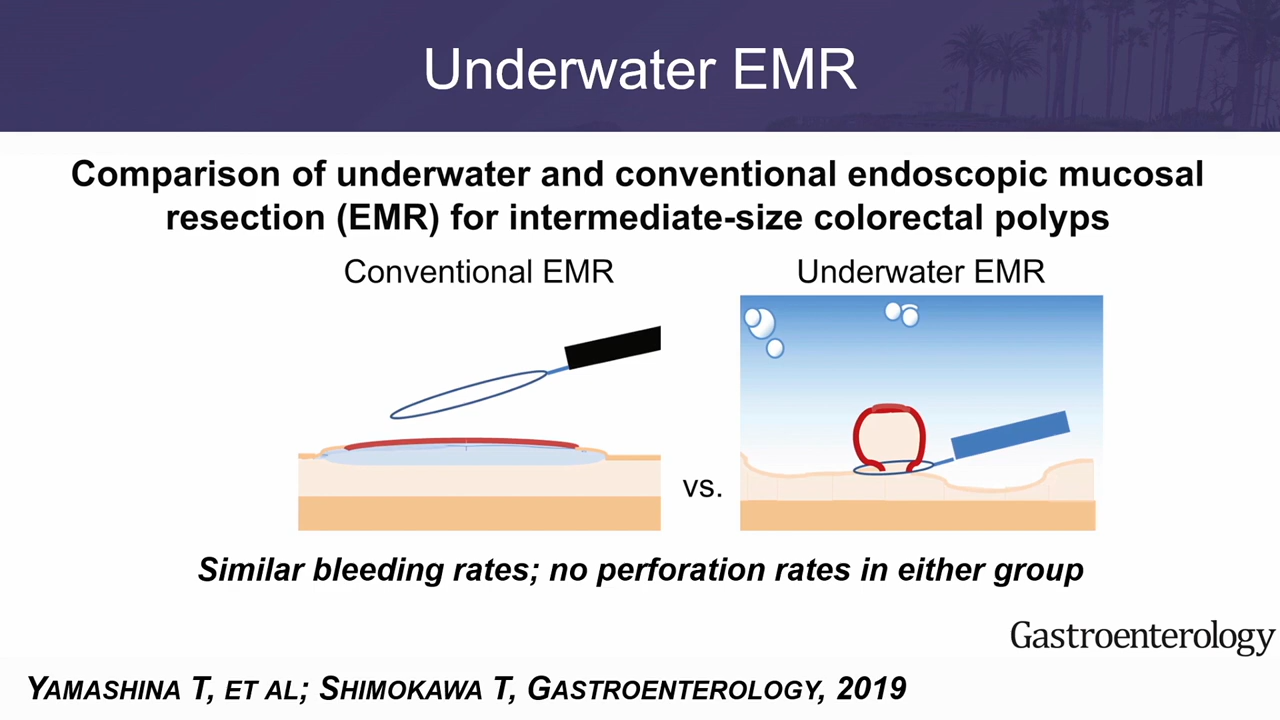 Underwater EMR
Comparison of underwater and conventional endoscopic mucosal
resection (EMR) for intermediate-size colorectal polyps
Conventional EMR
Underwater EMR
vs.
Similar bleeding rates; no perforation rates in either group
Gastroenterology
YAMASHINA T, ET AL; SHIMOKAWA T, GASTROENTEROLOGY, 2019